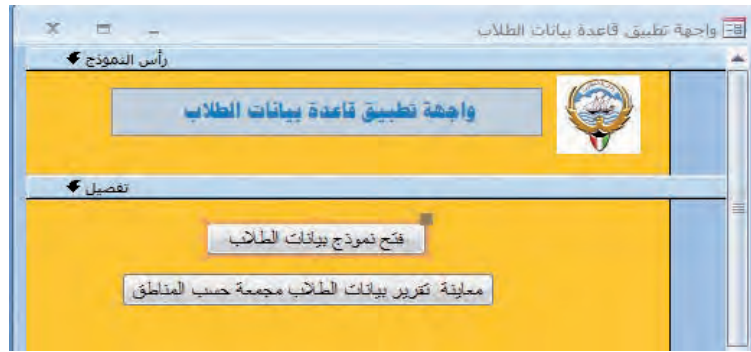 واجهة تطبيق قاعدة بيانات الطلاب
رأس النموذج
واجهة تطبيق قاعدة بيانات الطلاب
تفصيل
فتح نموذج بيانات الطلاب
معاينة تقرير بيانات الطلاب مجمعة حسب المناطق